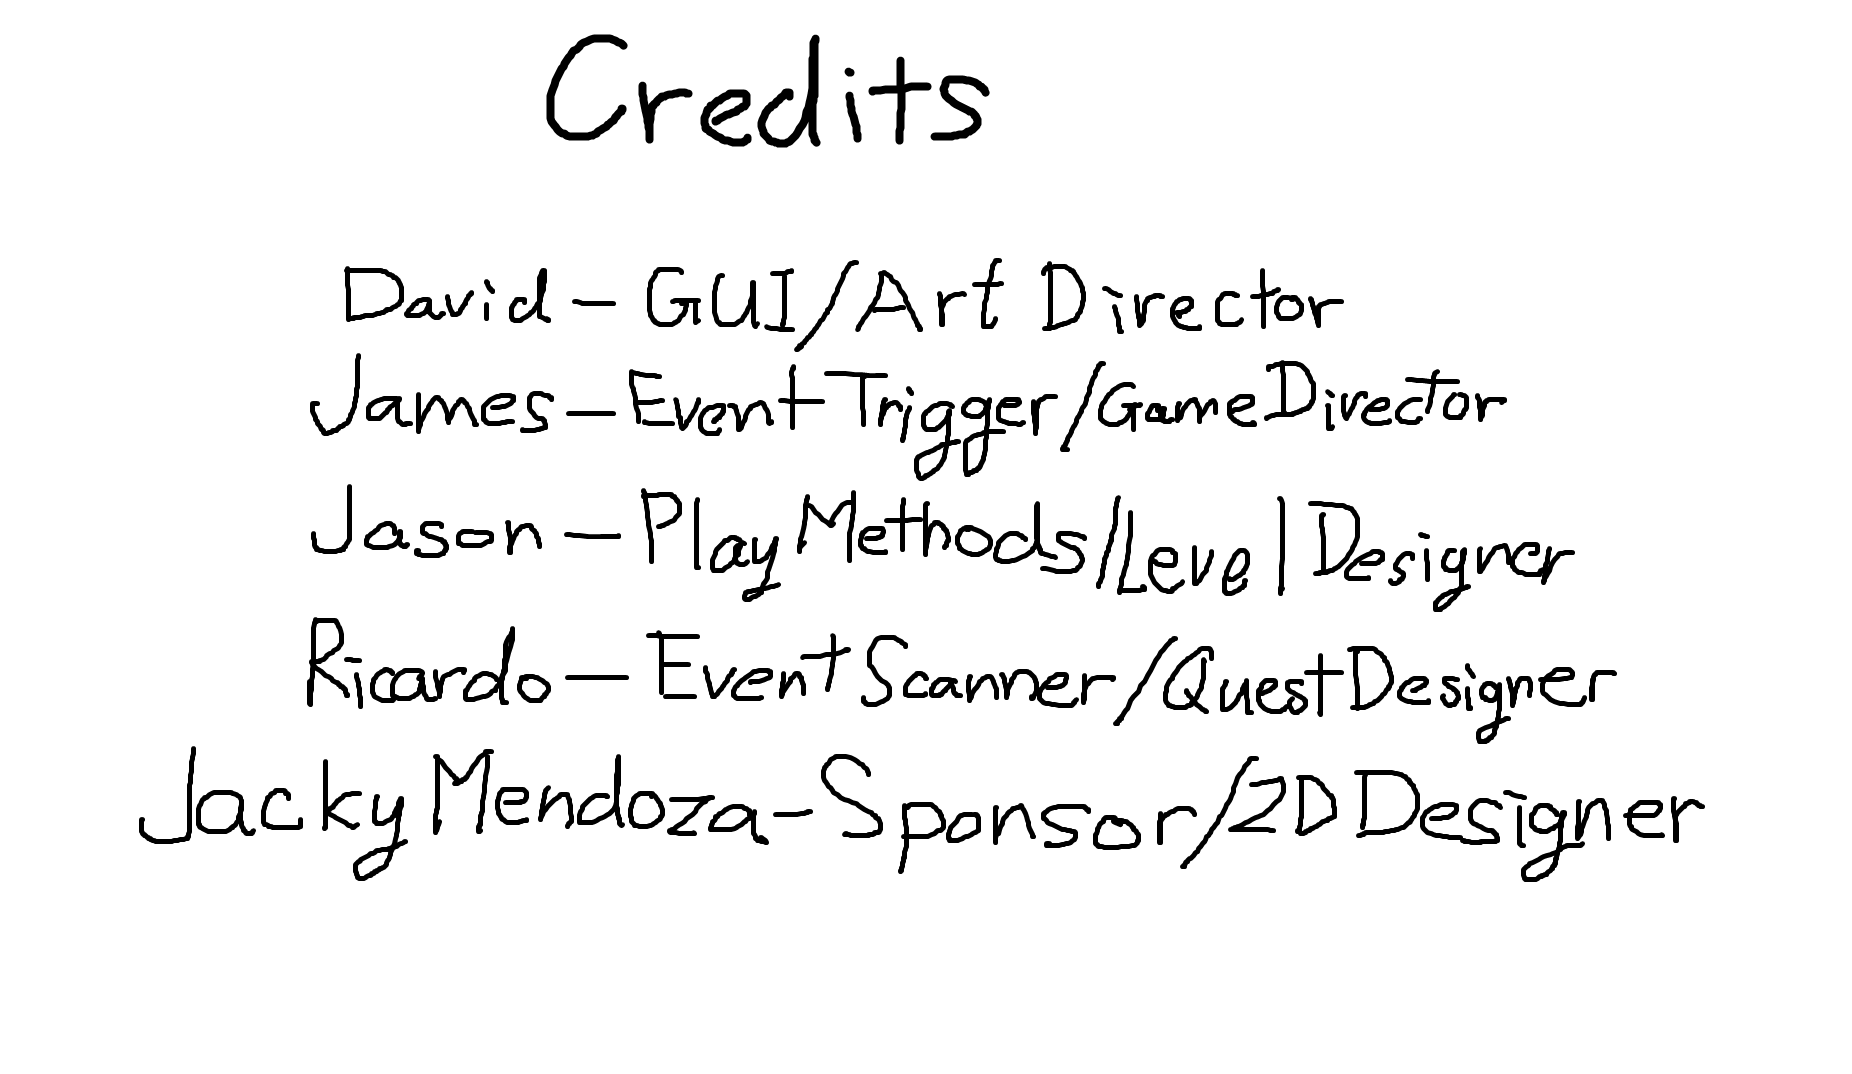 Credits
David - GUI/Art Director
James - Event Trigger/Game Director
Jason - Play Methods/Level Designer
Ricardo - Event Scanner/Quest Designer
Jacky Mendoza - Sponsor/2D Designer